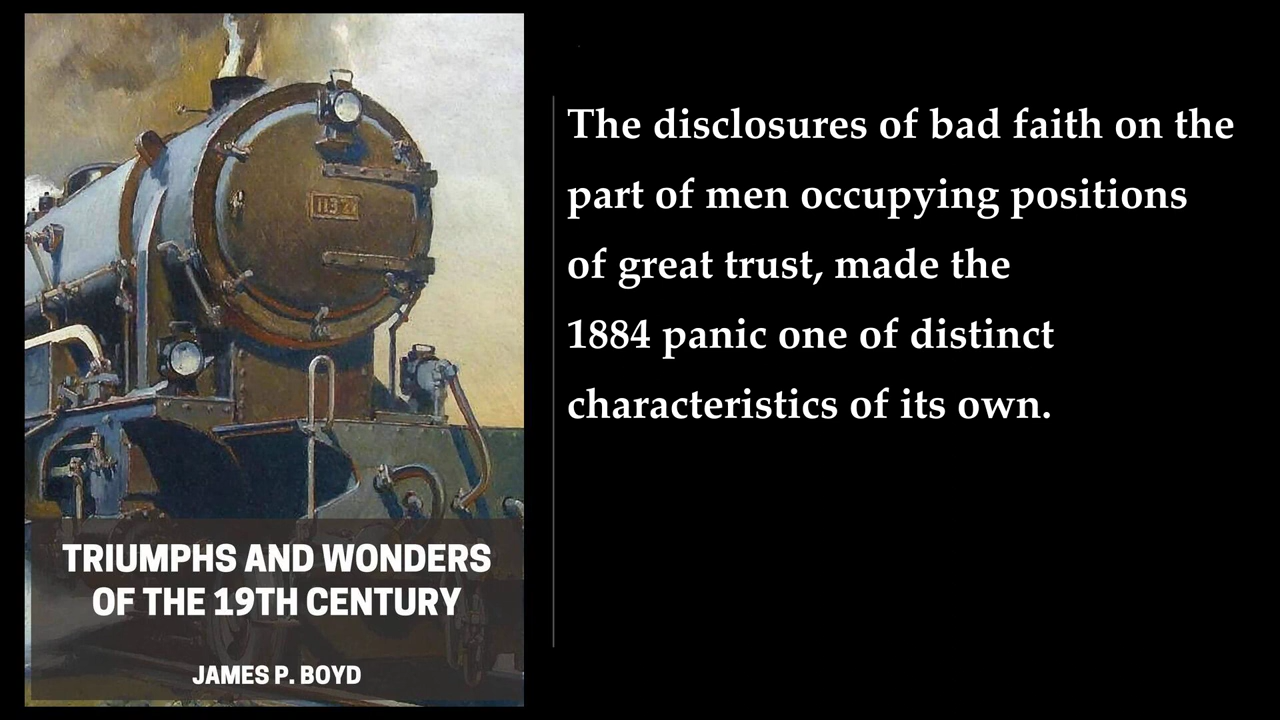 The disclosures of bad faith on the
part of men occupying positions
of great trust, made the
1884 panic one of distinct
characteristics of its own.
TRIUMPHS AND WONDERS
OF THE 19TH CENTURY
JAMES P. BOYD